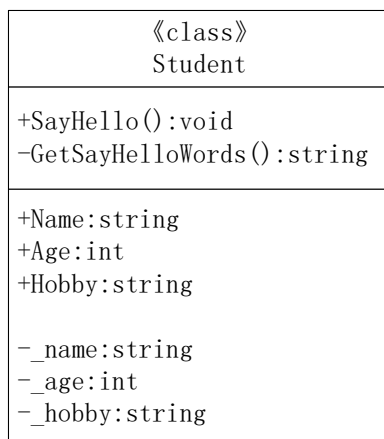 《class》
Student
+SayHello():void
-GetSayHelloWords():string
+Name:string
+Age:int
+Hobby:string
-_name:string
-_age:int
-_hobby:string